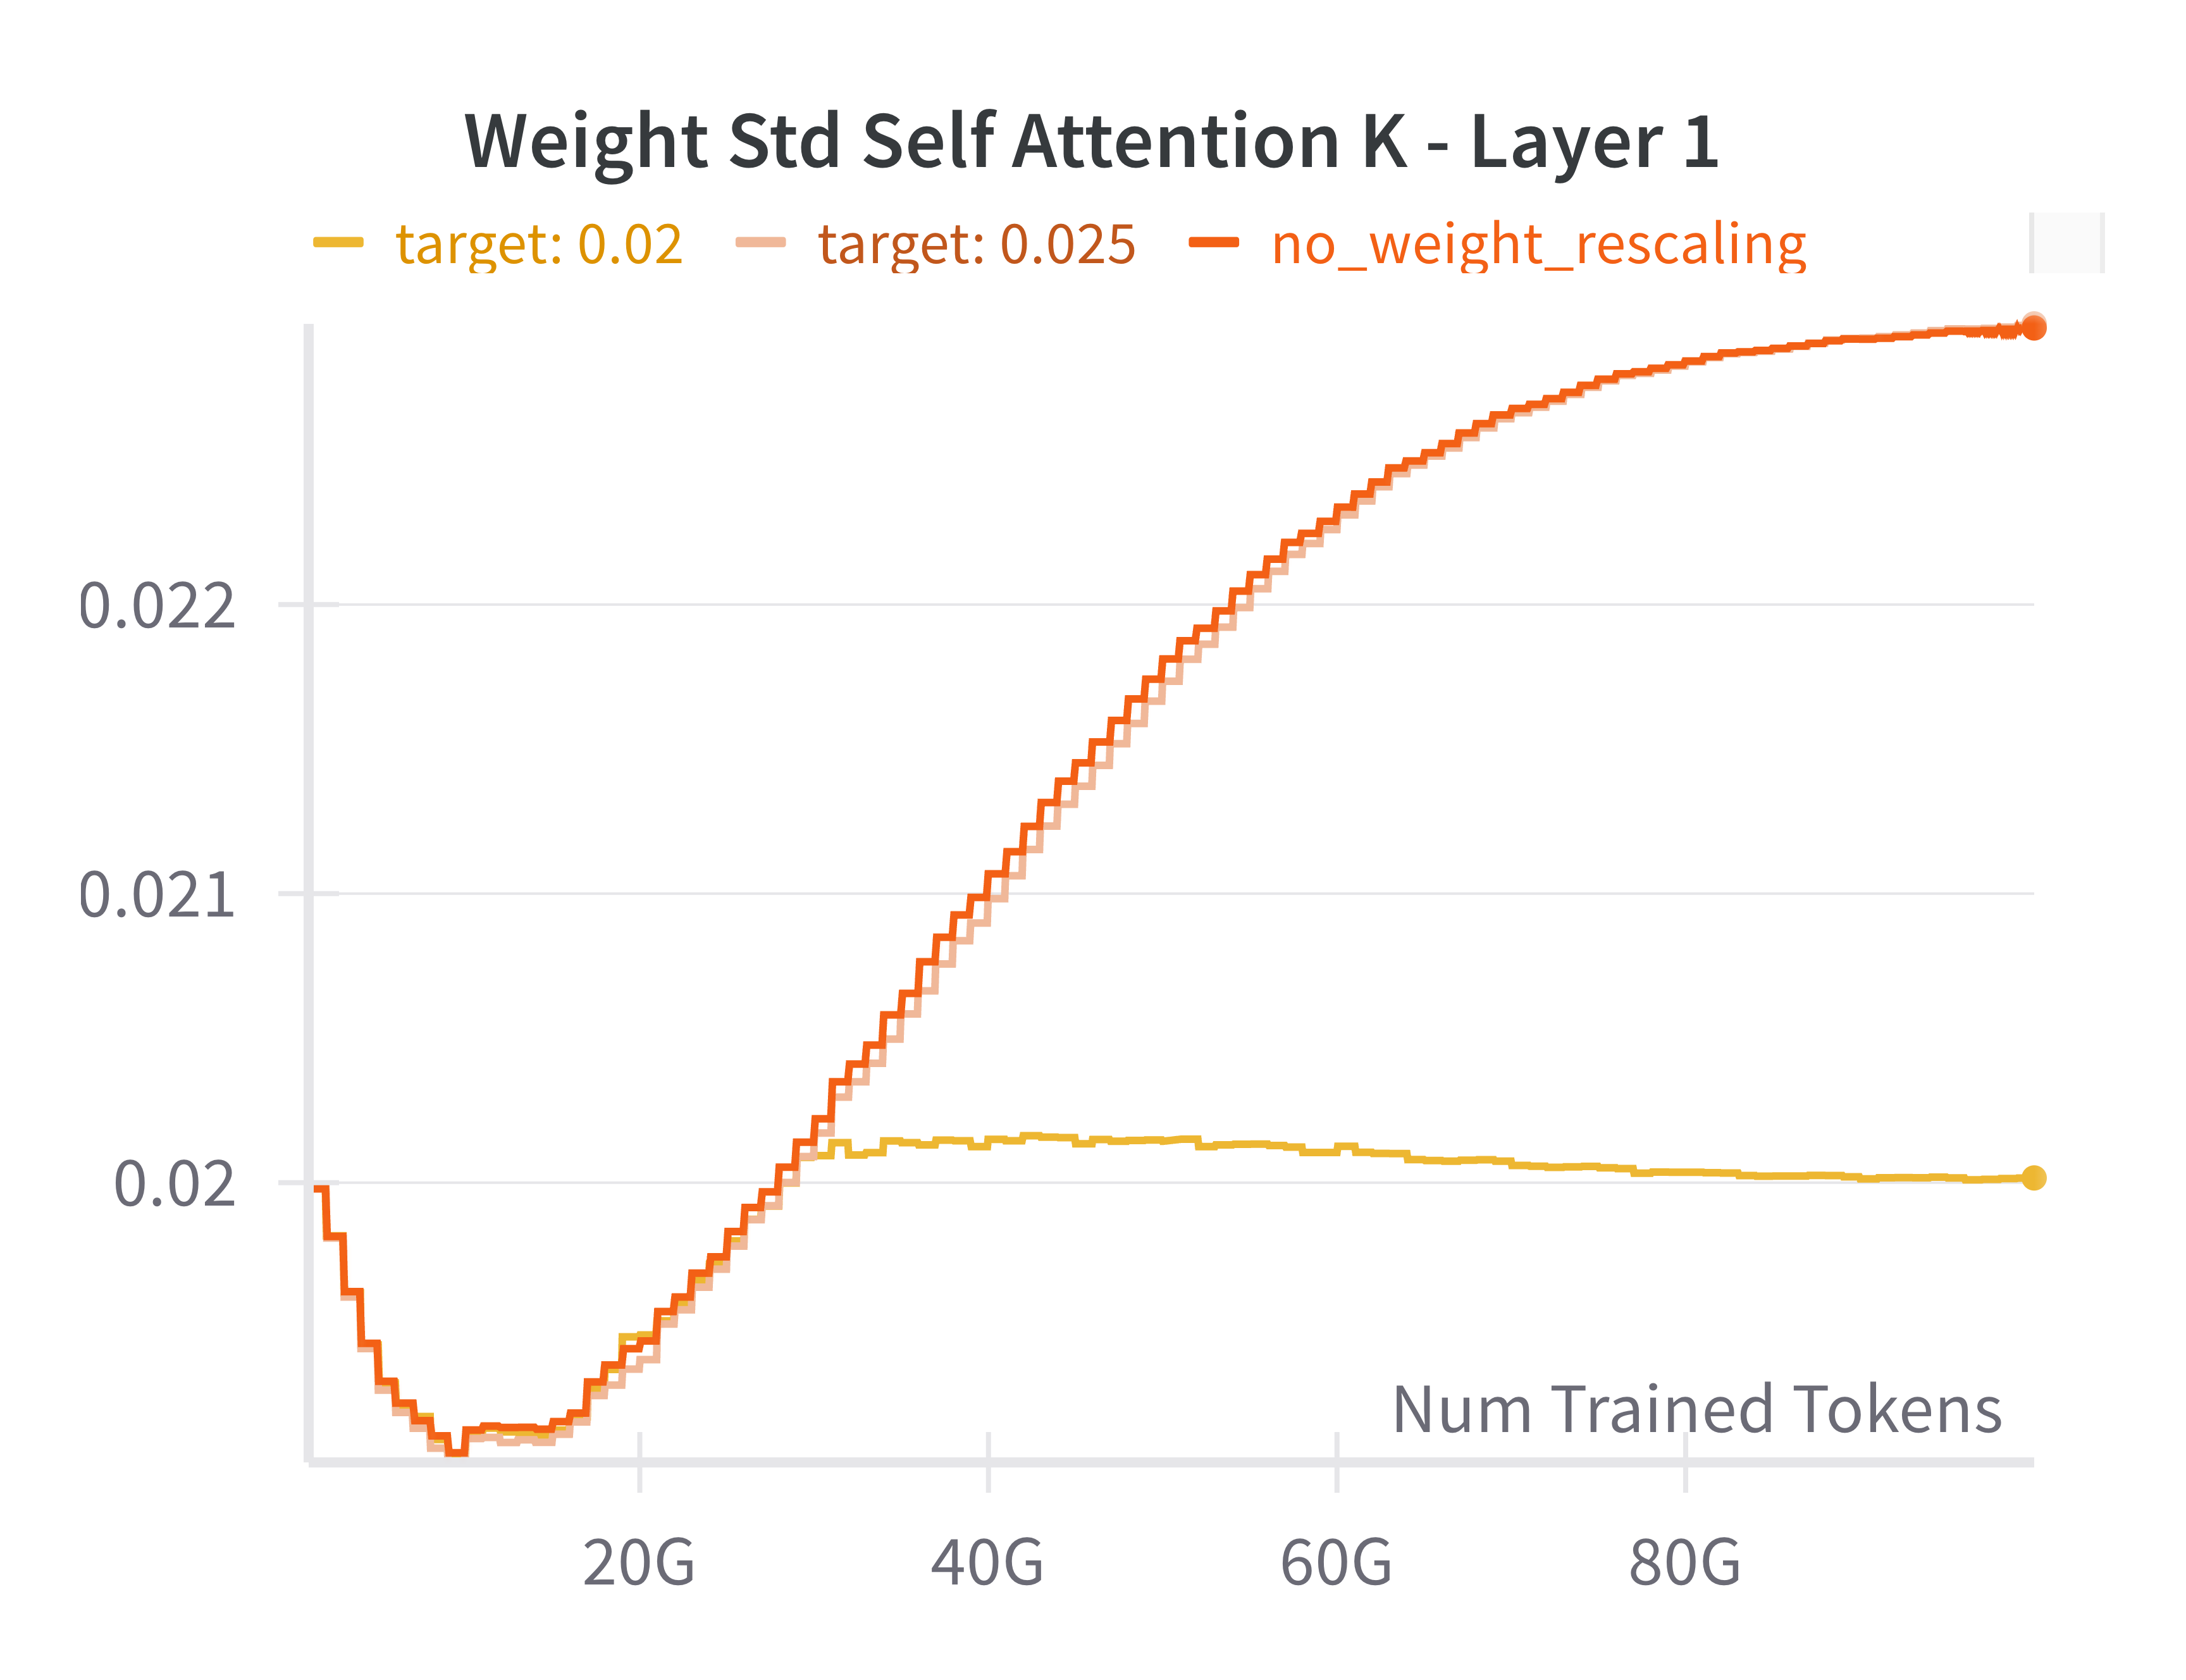 Weight Std Self Attention K - Layer 1
target: 0.02 target: 0.025 no_weight_rescaling
0.022
0.021
0.02
Num Trained Tokens
20G 40G 60G 80G